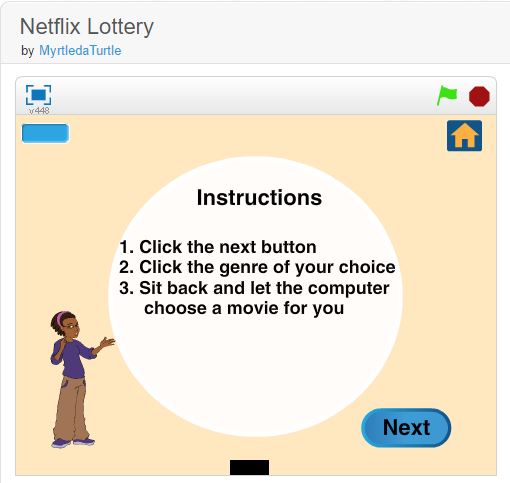 Netflix Lottery
by MyrtledaTurtle
v448
Instructions
1. Click the next button
2. Click the genre of your choice
3. Sit back and let the computer
choose a movie for you
Next